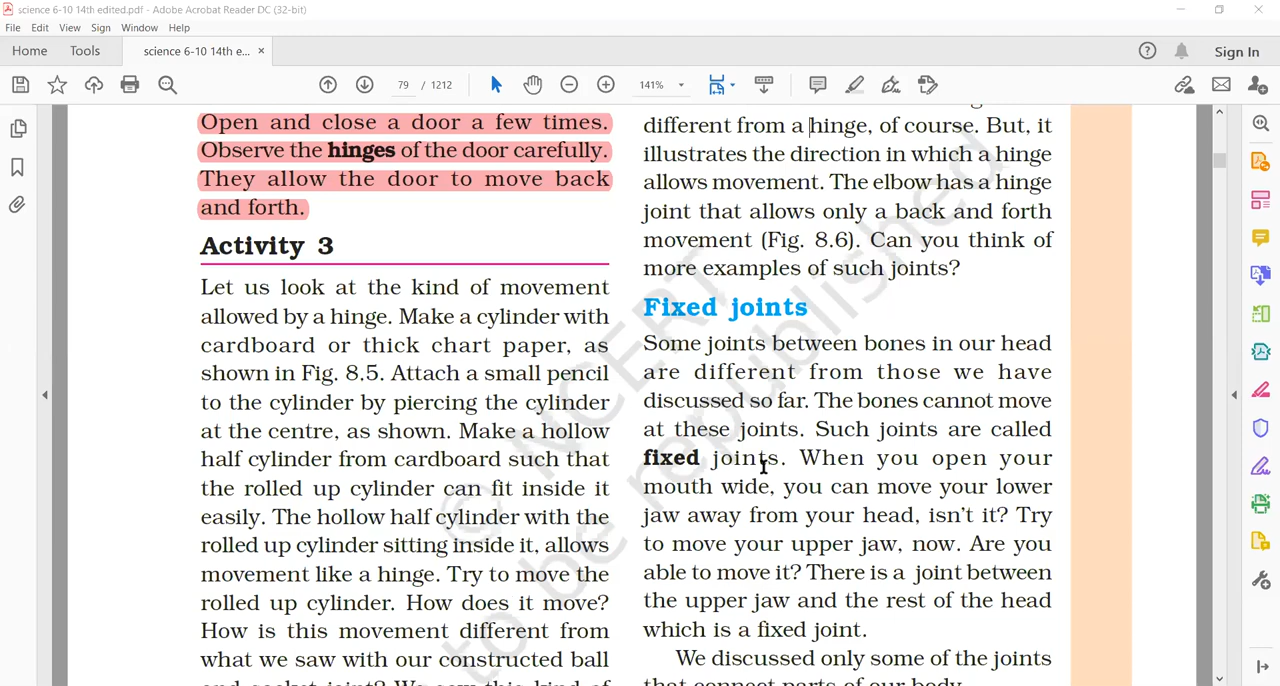 science 6-10 14th edited.pdf - Adobe Acrobat Reader DC (32-bit)
File Edit View Sign Window Help
Home Tools science 6-10 14th e... × Sign In
79 / 1212 141%
Open and close a door a few times.
Observe the hinges of the door carefully.
They allow the door to move back
and forth.
Activity 3
Let us look at the kind of movement
allowed by a hinge. Make a cylinder with
cardboard or thick chart paper, as
shown in Fig. 8.5. Attach a small pencil
to the cylinder by piercing the cylinder
at the centre, as shown. Make a hollow
half cylinder from cardboard such that
the rolled up cylinder can fit inside it
easily. The hollow half cylinder with the
rolled up cylinder sitting inside it, allows
movement like a hinge. Try to move the
rolled up cylinder. How does it move?
How is this movement different from
what we saw with our constructed ball
different from a hinge, of course. But, it
illustrates the direction in which a hinge
allows movement. The elbow has a hinge
joint that allows only a back and forth
movement (Fig. 8.6). Can you think of
more examples of such joints?
Fixed joints
Some joints between bones in our head
are different from those we have
discussed so far. The bones cannot move
at these joints. Such joints are called
fixed joints. When you open your
mouth wide, you can move your lower
jaw away from your head, isn't it? Try
to move your upper jaw, now. Are you
able to move it? There is a joint between
the upper jaw and the rest of the head
which is a fixed joint.
We discussed only some of the joints
that connect parts of our body.
© NCERT
to be republished